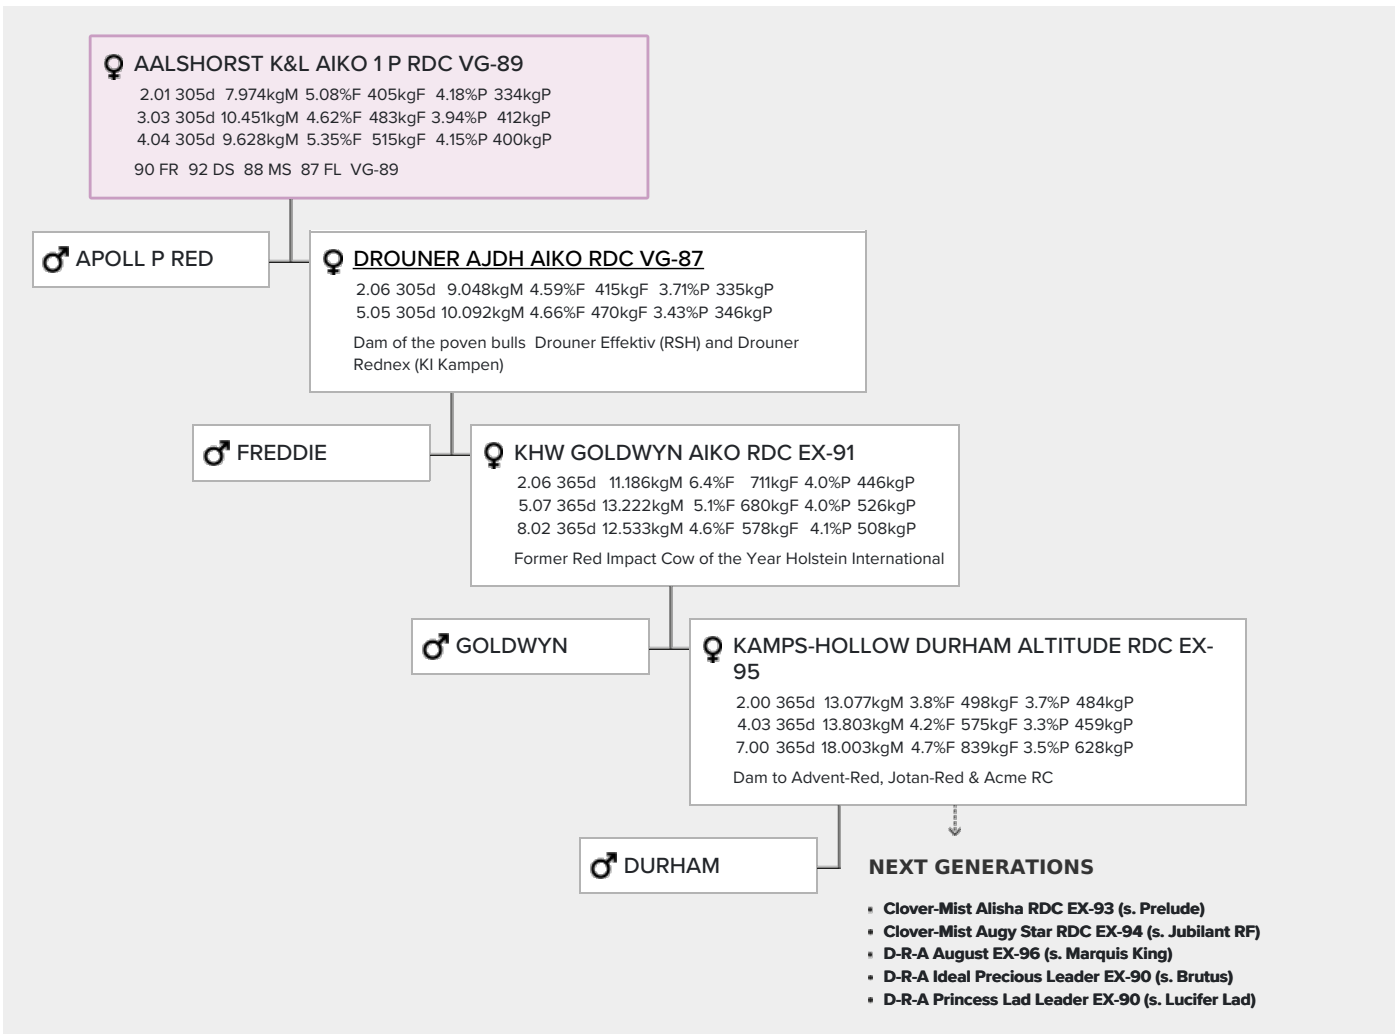 AALSHORST K&L AIKO 1 P RDC VG-89
2.01 305d 7.974kgM 5.08%F 405kgF 4.18%P 334kgP
3.03 305d 10.451kgM 4.62%F 483kgF 3.94%P 412kgP
4.04 305d 9.628kgM 5.35%F 515kgF 4.15%P 400kgP
90 FR 92 DS 88 MS 87 FL VG-89
APOLL P RED
DROUNER AJDH AIKO RDC VG-87
2.06 305d 9.048kgM 4.59%F 415kgF 3.71%P 335kgP
5.05 305d 10.092kgM 4.66%F 470kgF 3.43%P 346kgP
Dam of the poven bulls Drouner Effektiv (RSH) and Drouner
Rednex (KI Kampen)
FREDDIE
KHW GOLDWYN AIKO RDC EX-91
2.06 365d 11.186kgM 6.4%F 711kgF 4.0%P 446kgP
5.07 365d 13.222kgM 5.1%F 680kgF 4.0%P 526kgP
8.02 365d 12.533kgM 4.6%F 578kgF 4.1%P 508kgP
Former Red Impact Cow of the Year Holstein International
GOLDWYN
KAMPS-HOLLOW DURHAM ALTITUDE RDC EX-
95
2.00 365d 13.077kgM 3.8%F 498kgF 3.7%P 484kgP
4.03 365d 13.803kgM 4.2%F 575kgF 3.3%P 459kgP
7.00 365d 18.003kgM 4.7%F 839kgF 3.5%P 628kgP
Dam to Advent-Red, Jotan-Red & Acme RC
DURHAM
NEXT GENERATIONS
Clover-Mist Alisha RDC EX-93 (s. Prelude)
Clover-Mist Augy Star RDC EX-94 (s. Jubilant RF)
D-R-A August EX-96 (s. Marquis King)
D-R-A Ideal Precious Leader EX-90 (s. Brutus)
D-R-A Princess Lad Leader EX-90 (s. Lucifer Lad)